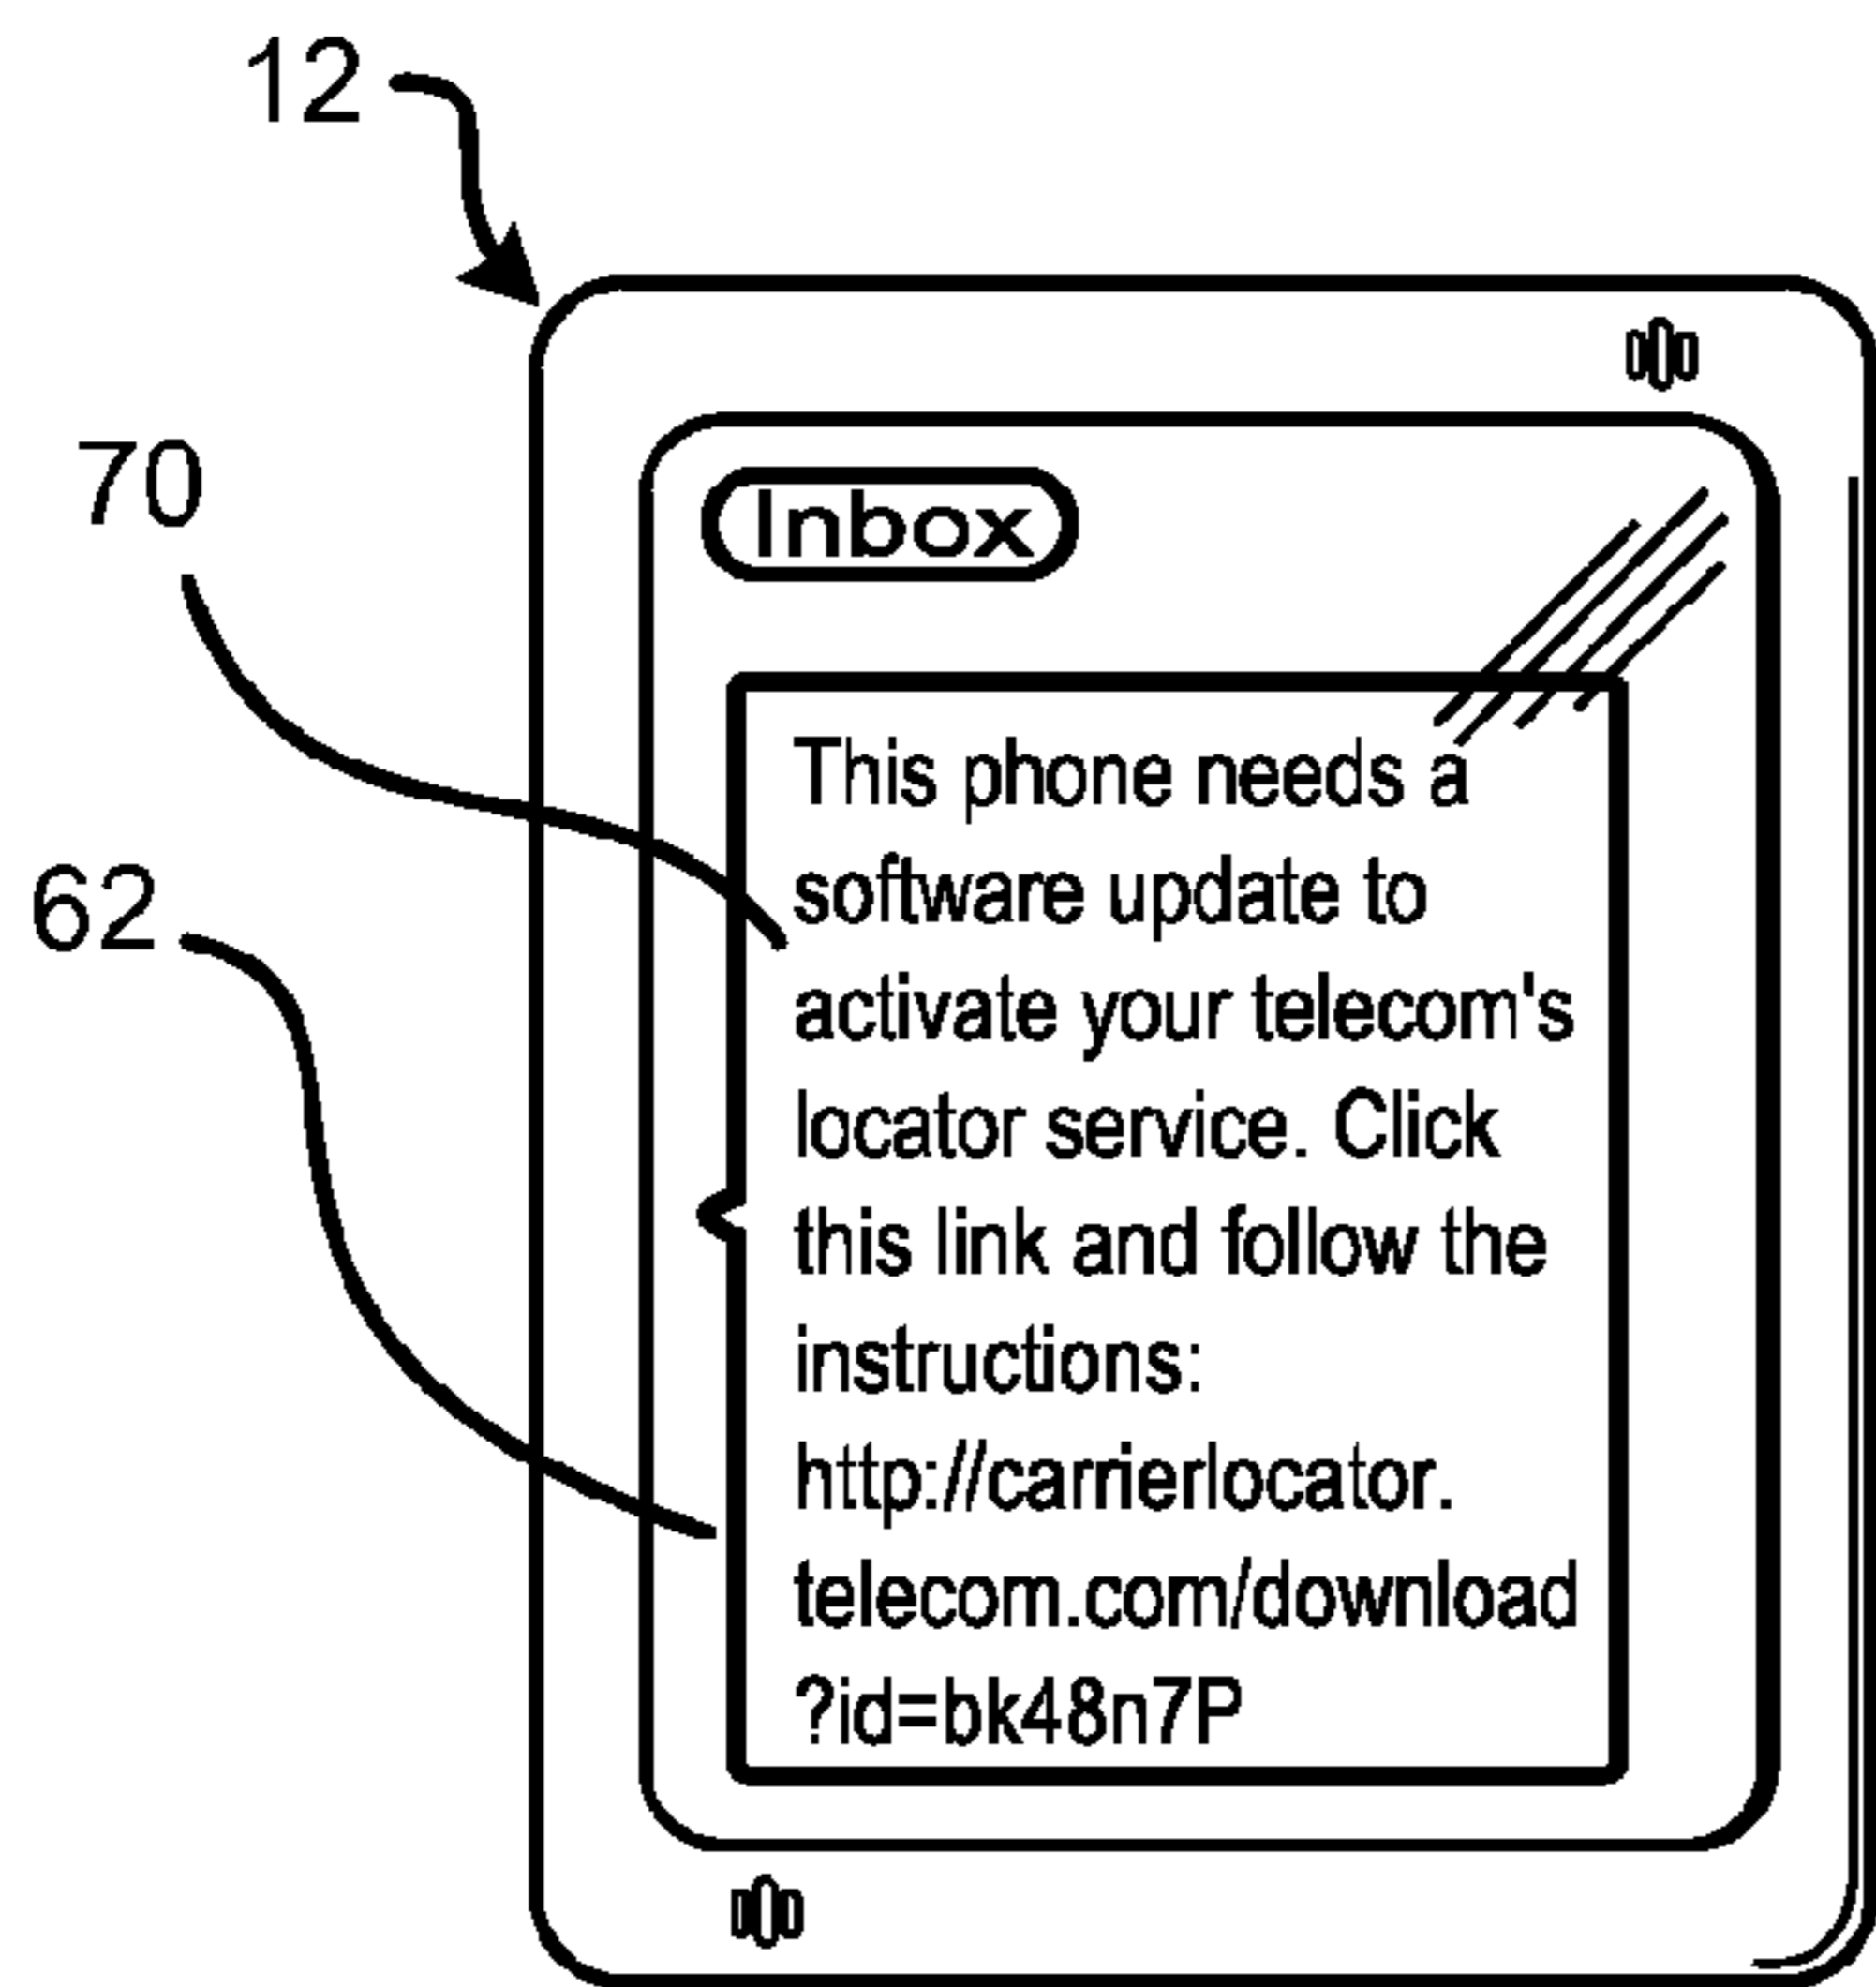 12
70
62
Inbox
This phone needs a
software update to
activate your telecom's
locator service. Click
this link and follow the
instructions:
http://carrierlocator.
telecom.com/download
?id=bk48n7P